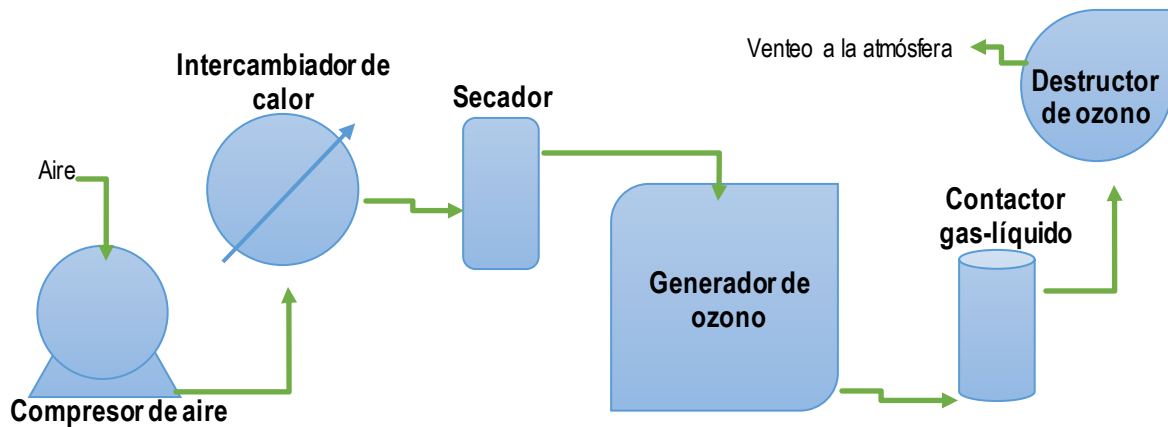 Aire
Compresor de aire
Intercambiador de
calor
Secador
Generador de
ozono
Contactor
gas-líquido
Destructor
de ozono
Venteo a la atmósfera